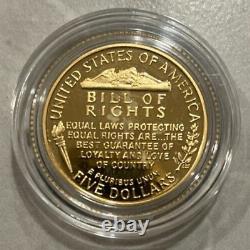 UNITED STATES OF AMERICA
BILL OF
RIGHTS
EQUAL LAWS PROTECTING
EQUAL RIGHTS ARE...THE
BEST GUARANTEE OF
LOYALTY AND LOVE
OF COUNTRY
E PLURIBUS UNUM
FIVE DOLLARS